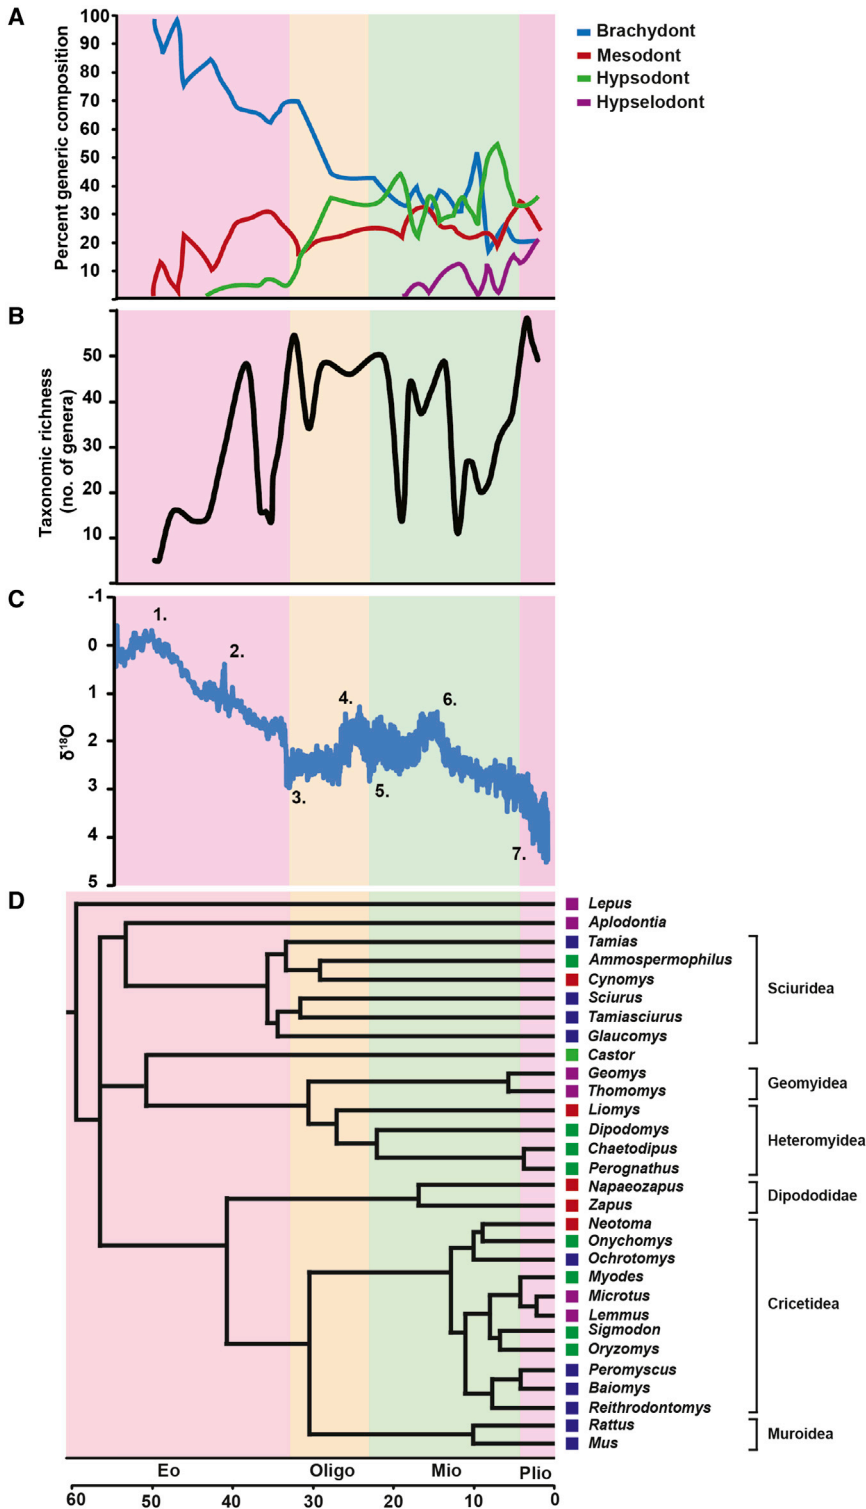 A
Percent generic composition
100
90
80
70
60
50
40
30
20
10
Brachydont
Mesodont
Hypsodont
Hypselodont
B
Taxonomic richness
(no. of genera)
50
40
30
20
10
C
δ18O
-1
0
1
2
3
4
5
1.
2.
3.
4.
5.
6.
7.
D
Lepus
Aplodontia
Tamias
Ammospermophilus
Cynomys
Sciurus
Tamiasciurus
Glaucomys
Castor
Geomys
Thomomys
Liomys
Dipodomys
Chaetodipus
Perognathus
Napaeozapus
Zapus
Neotoma
Onychomys
Ochrotomys
Myodes
Microtus
Lemmus
Sigmodon
Oryzomys
Peromyscus
Baiomys
Reithrodontomys
Rattus
Mus
Sciuridea
Geomyidea
Heteromyidea
Dipododidae
Cricetidea
Muroidea
Eo Oligo Mio Plio
60 50 40 30 20 10 0